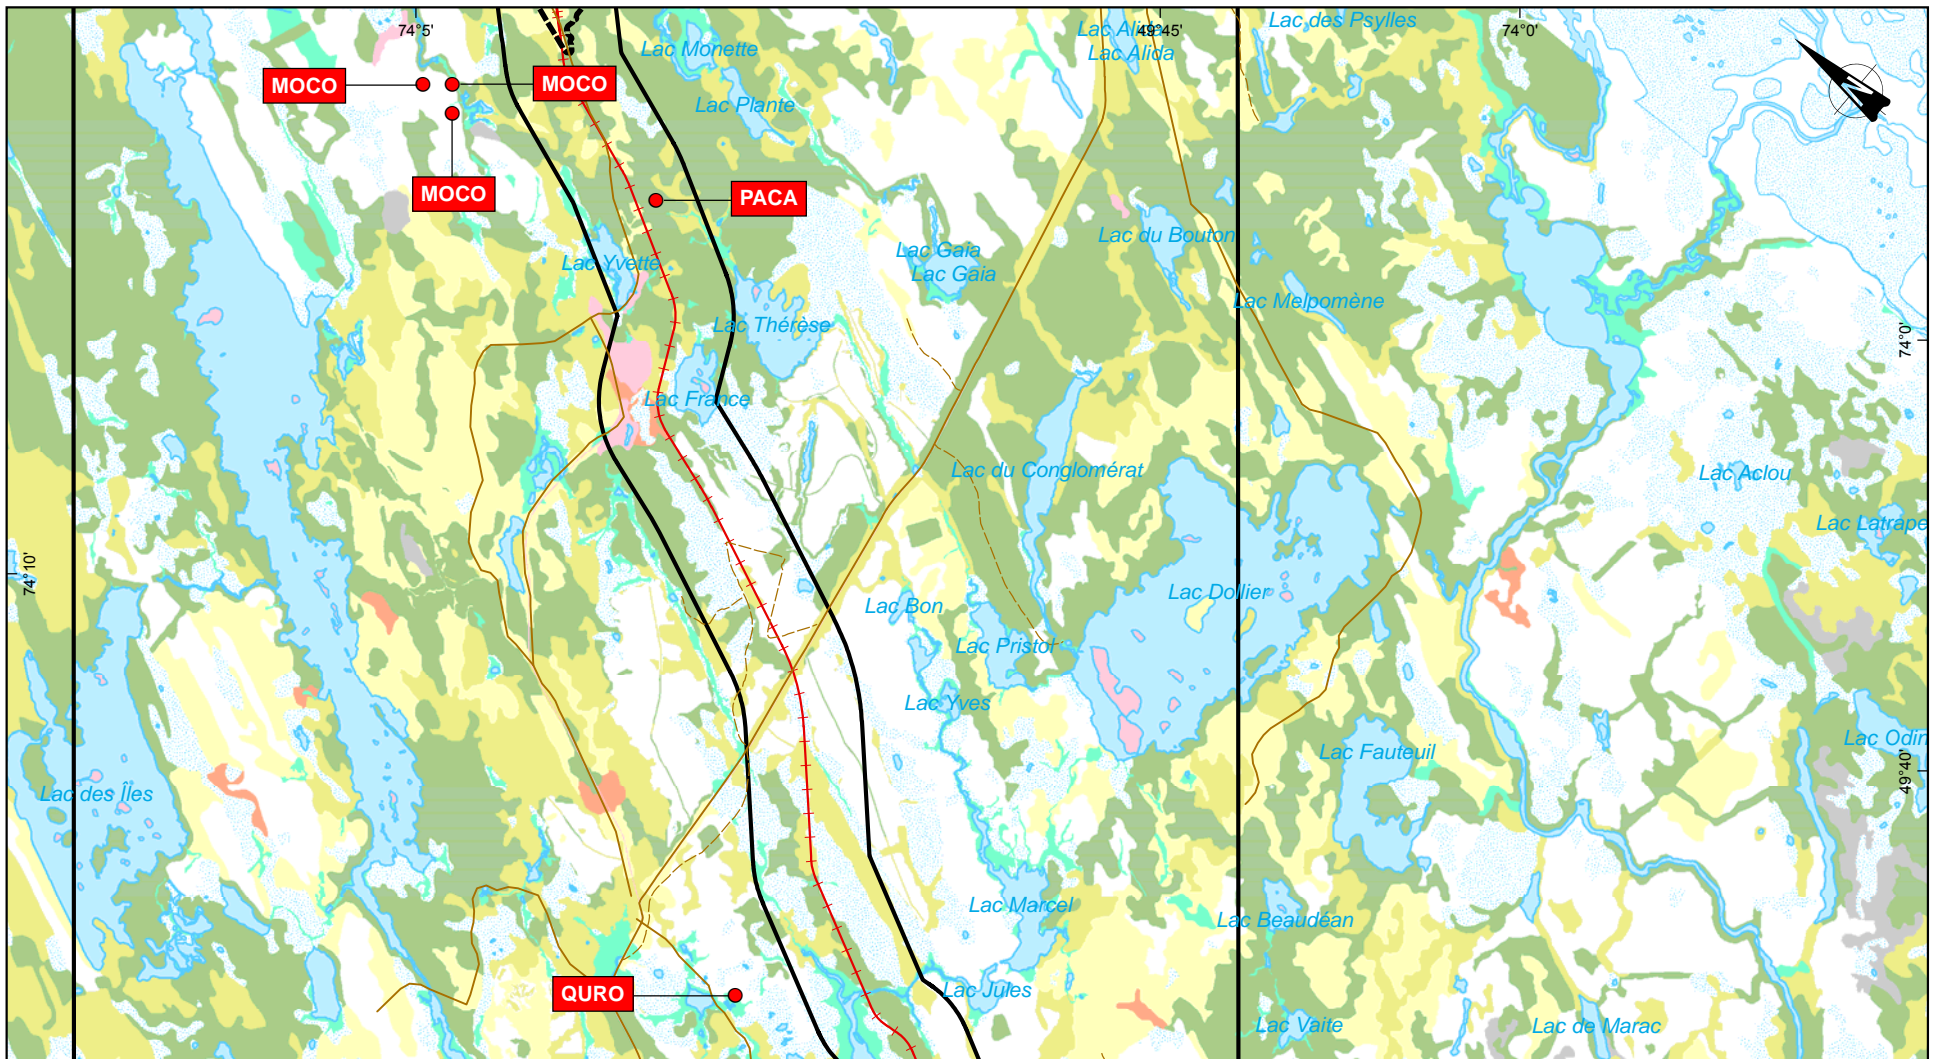 Lac des Psylles
74°5'
Lac Alida
49°45'
74°0'
Lac Monette
Lac Alida
MOCO
MOCO
Lac Plante
MOCO
PACA
Lac du Bouton
Lac Gaïa
Lac Yvette
Lac Gaïa
Lac Melpomène
Lac Thérèse
74°0'
Lac France
Lac du Conglomérat
Lac Aclou
Lac Latrape
74°10'
Lac Dollier
Lac Bon
Lac Pristol
Lac Yves
Lac Odin
Lac Fauteuil
49°40'
Lac des Îles
Lac Marcel
Lac Beaudéan
QURO
Lac Jules
Lac Vaite
Lac de Marac
N